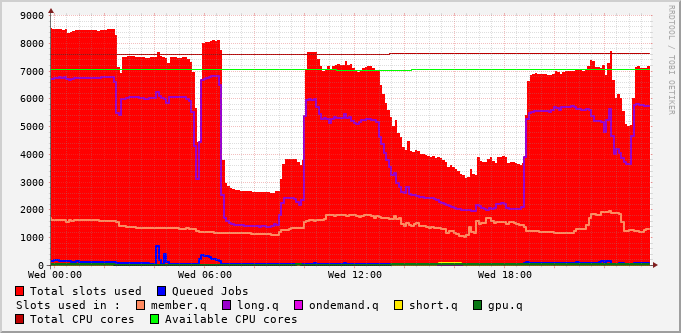 9000
8000
7000
6000
5000
4000
3000
2000
1000
0
Wed 00:00 Wed 06:00 Wed 12:00 Wed 18:00
RRDTOOL / TOBI OETIKER
Total slots used Queued Jobs
Slots used in : member.q long.q ondemand.q short.q gpu.q
Total CPU cores Available CPU cores